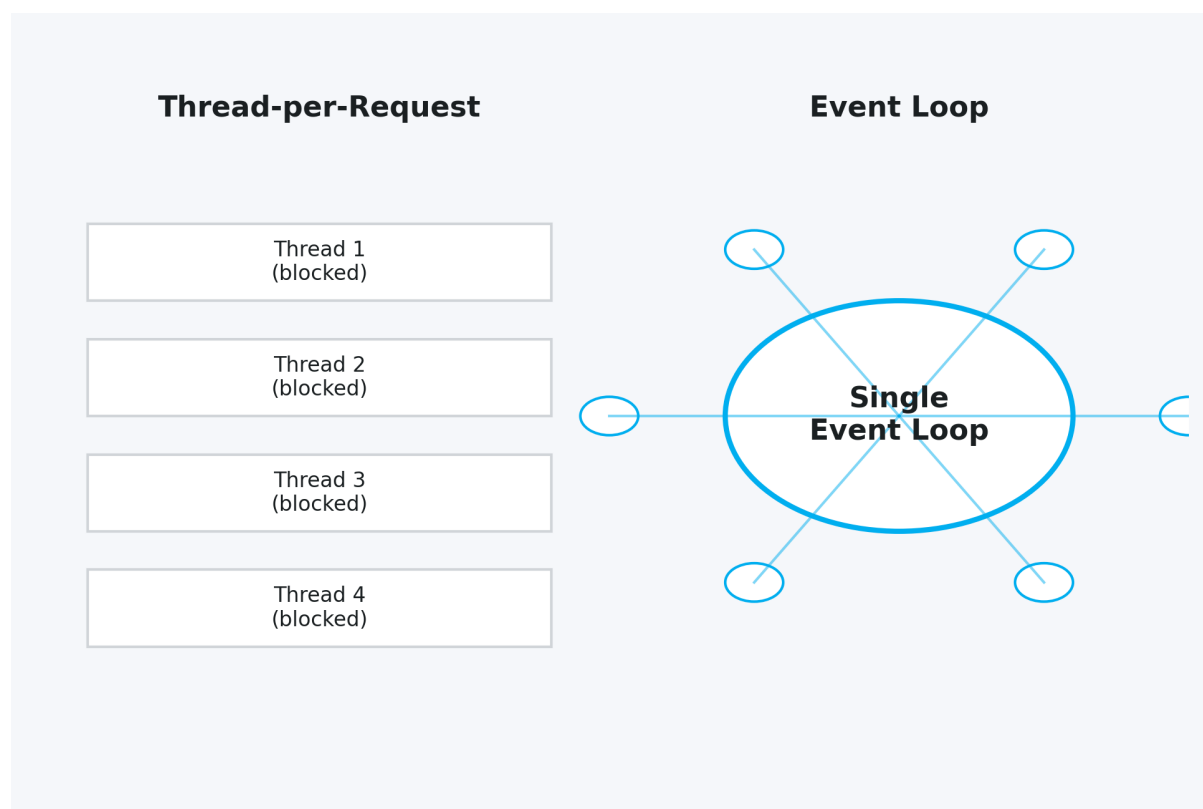 Thread-per-Request
Thread 1
(blocked)
Thread 2
(blocked)
Thread 3
(blocked)
Thread 4
(blocked)
Event Loop
Single
Event Loop